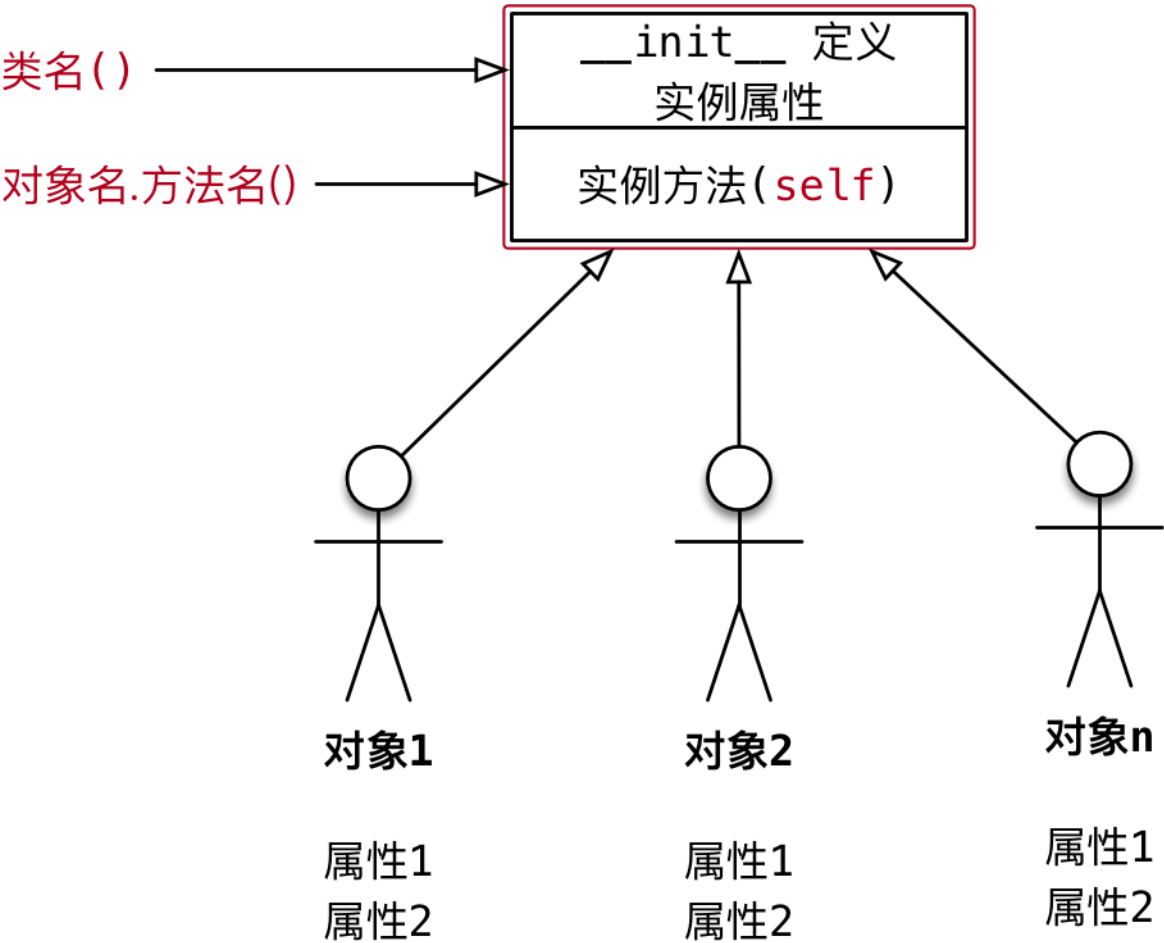 类名()
__init__ 定义
实例属性
对象名.方法名()
实例方法(self)
对象1
对象2
对象n
属性1
属性2
属性1
属性2
属性1
属性2